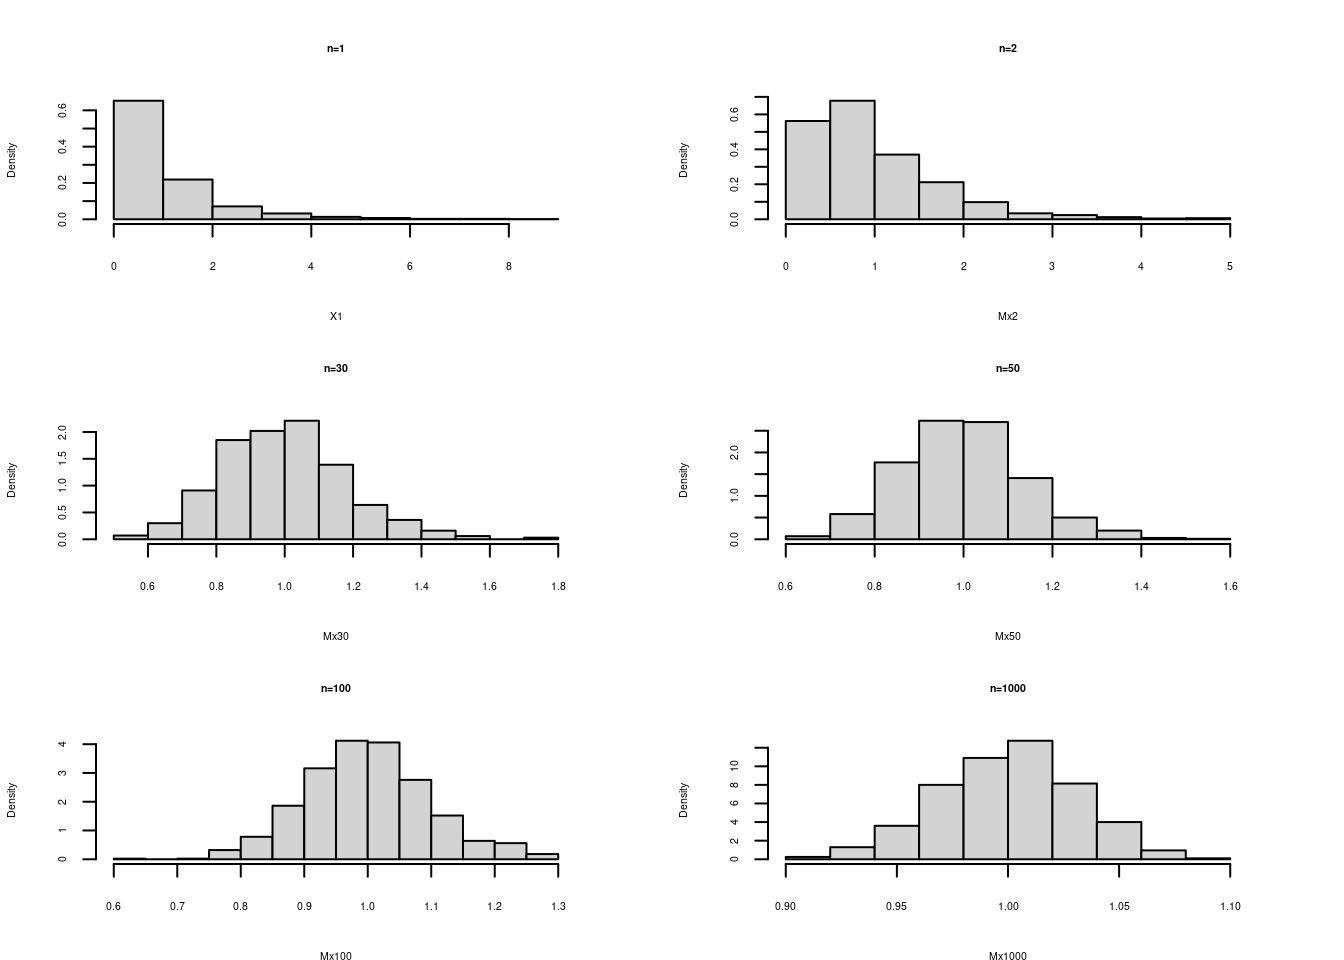 n=1
Density
0.0 0.2 0.4 0.6
0 2 4 6 8
X1
n=2
Density
0.0 0.2 0.4 0.6
0 1 2 3 4 5
Mx2
n=30
Density
0.0 0.5 1.0 1.5 2.0
0.6 0.8 1.0 1.2 1.4 1.6 1.8
Mx30
n=50
Density
0.0 1.0 2.0
0.6 0.8 1.0 1.2 1.4 1.6
Mx50
n=100
Density
0 1 2 3 4
0.6 0.7 0.8 0.9 1.0 1.1 1.2 1.3
Mx100
n=1000
Density
0 2 4 6 8 10
0.90 0.95 1.00 1.05 1.10
Mx1000